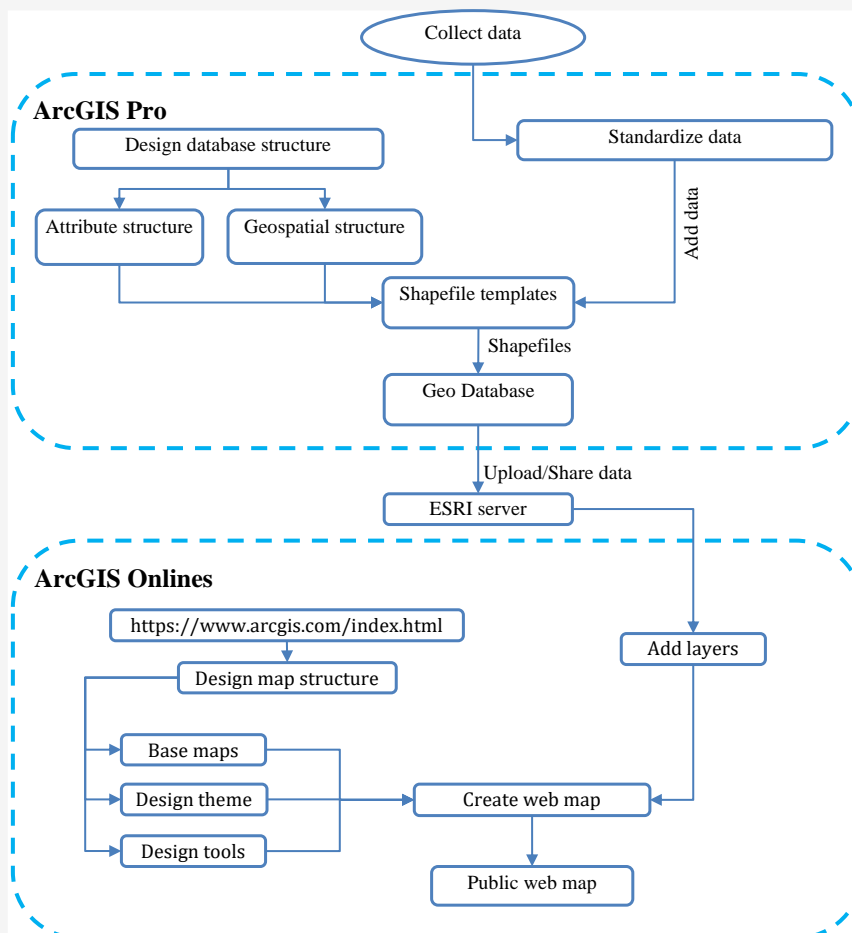 Collect data
ArcGIS Pro
Design database structure
Standardize data
Attribute structure
Geospatial structure
Add data
Shapefile templates
Shapefiles
Geo Database
Upload/Share data
ESRI server
ArcGIS Onlines
https://www.arcgis.com/index.html
Add layers
Design map structure
Base maps
Design theme
Create web map
Design tools
Public web map